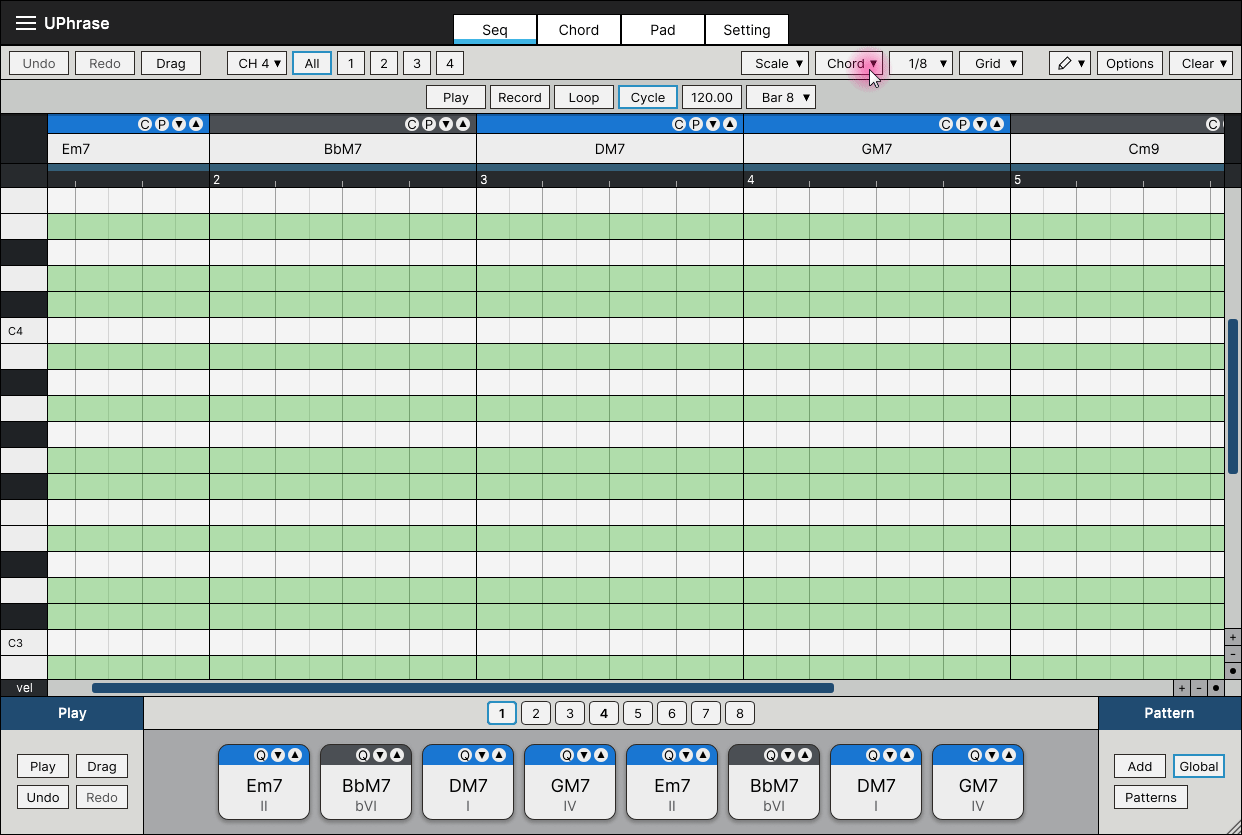 UPhrase
Seq Chord Pad Setting
Undo Redo Drag CH 4 ▼ All 1 2 3 4 Scale ▼ Chord ▼ 1/8 ▼ Grid ▼ ▼ Options Clear ▼
Play Record Loop Cycle 120.00 Bar 8 ▼
C P ▼ ▲ C P ▼ ▲ C P ▼ ▲ C P ▼ ▲ C
Em7 BbM7 DM7 GM7 Cm9
2 3 4 5
C4
C3
+
-
vel + -
Play 1 2 3 4 5 6 7 8 Pattern
Q ▼ ▲ Q ▼ ▲ Q ▼ ▲ Q ▼ ▲ Q ▼ ▲ Q ▼ ▲ Q ▼ ▲ Q ▼ ▲
Play Drag Em7 BbM7 DM7 GM7 Em7 BbM7 DM7 GM7 Add Global
Undo Redo II bVI I IV II bVI I IV Patterns